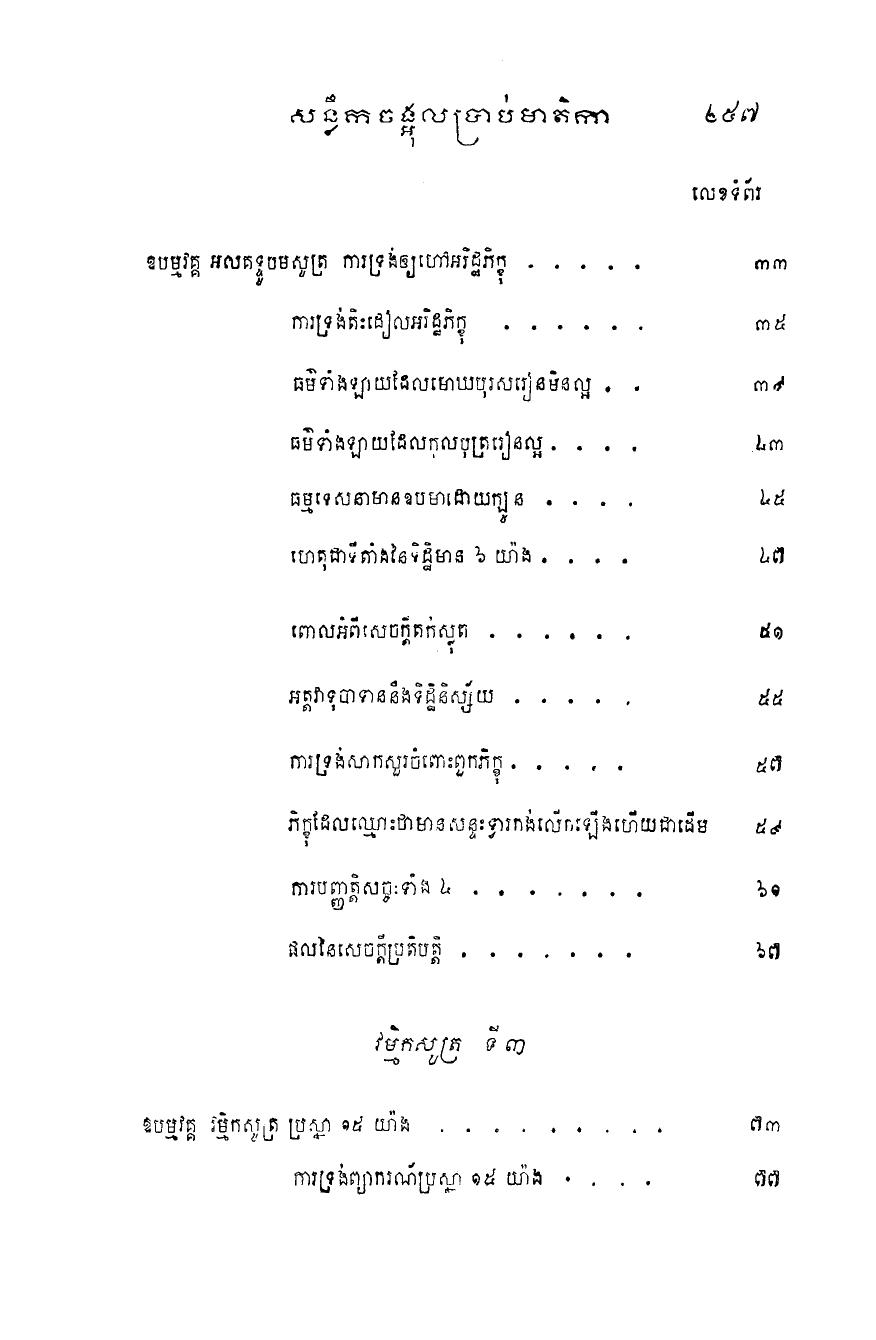 សន្លឹកចង្អុលប្រាប់មាតិកា ២៥៧
លេខទំព័រ
ឧបម្មវគ្គ អលគទ្ទូបមសូត្រ ការទ្រង់ឲ្យហៅអរិដ្ឋភិក្ខុ . . . . . ៣៣
ការទ្រង់តិះដៀលអរិដ្ឋភិក្ខុ . . . . . . ៣៥
ធម៌ទាំងឡាយដែលមោឃបុរសរៀនមិនល្អ . . ៣៩
ធម៌ទាំងឡាយដែលកុលបុត្ររៀនល្អ . . . . ៤៣
ធម្មទេសនាមានឧបមាដោយក្បូន . . . . ៤៥
ហេតុជាទីតាំងនៃទិដ្ឋិមាន ៦ យ៉ាង . . . . ៤៧
ពោលអំពីសេចក្តីតក់ស្លុត . . . . . . ៥១
អត្តវាទុបាទាននឹងទិដ្ឋិនិស្ស័យ . . . . . ៥៥
ការទ្រង់សាកសួរចំពោះពួកភិក្ខុ . . . . . ៥៧
ភិក្ខុដែលឈ្មោះថាមានសន្ទះទ្វារកង់លើកឡើងហើយជាដើម ៥៩
ការបញ្ញត្តិសច្ចៈទាំង ៤ . . . . . . . ៦១
ផលនៃសេចក្តីប្រតិបត្តិ . . . . . . . ៦៧
វម្មិកសូត្រ ទី ៣
ឧបម្មវគ្គ វម្មិកសូត្រ ប្រស្នា ១៥ យ៉ាង . . . . . . . . . ៧៣
ការទ្រង់ព្យាករណ៍ប្រស្នា ១៥ យ៉ាង . . . . ៧៧